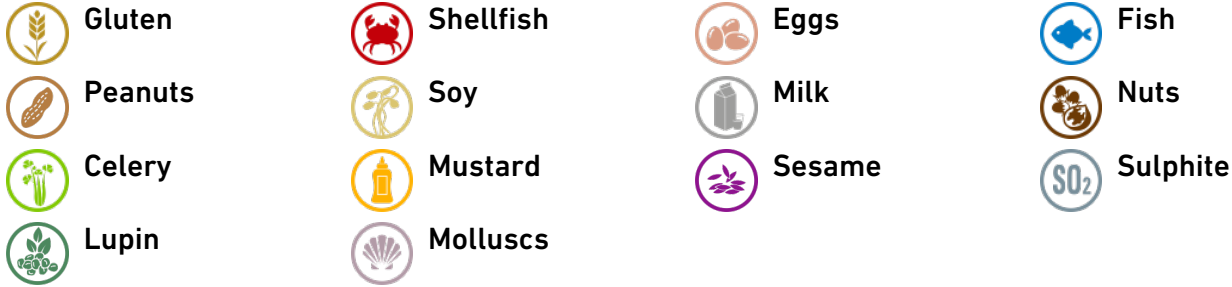 Gluten
Shellfish
Eggs
Fish
Peanuts
Soy
Milk
Nuts
Celery
Mustard
Sesame
SO2
Sulphite
Lupin
Molluscs